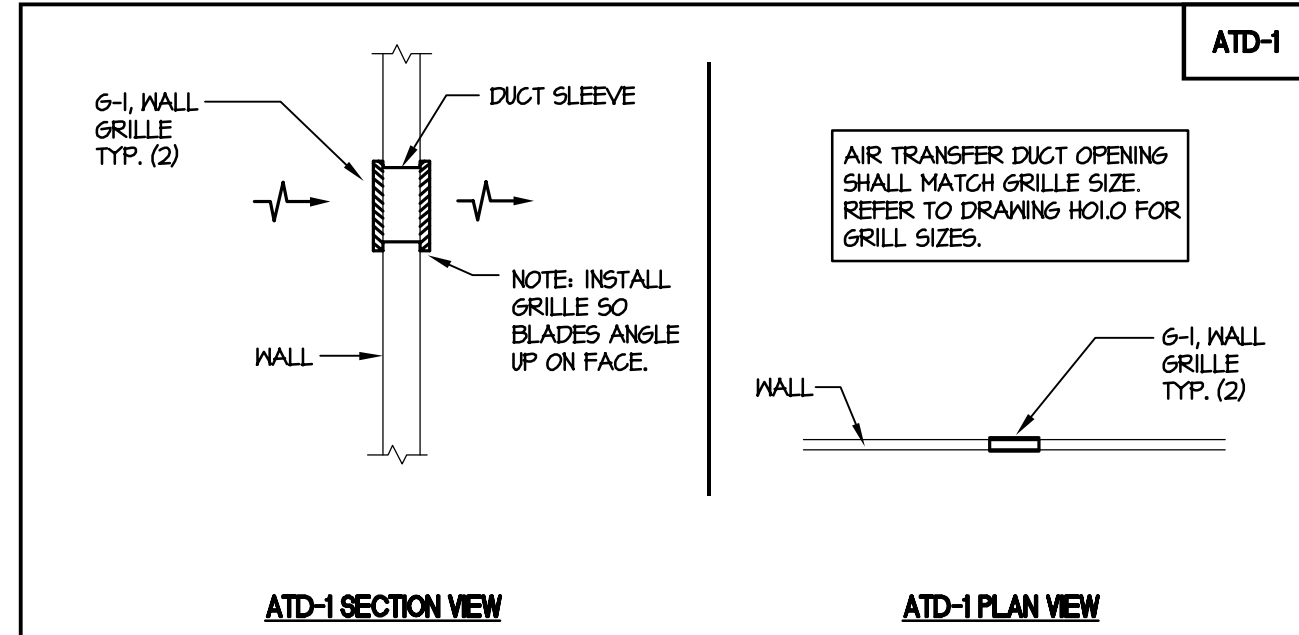 ATD-1
G-1, WALL
GRILLE
TYP. (2)
DUCT SLEEVE
NOTE: INSTALL
GRILLE SO
BLADES ANGLE
UP ON FACE.
WALL
ATD-1 SECTION VIEW
AIR TRANSFER DUCT OPENING
SHALL MATCH GRILLE SIZE.
REFER TO DRAWING H01.0 FOR
GRILL SIZES.
G-1, WALL
GRILLE
TYP. (2)
WALL
ATD-1 PLAN VIEW